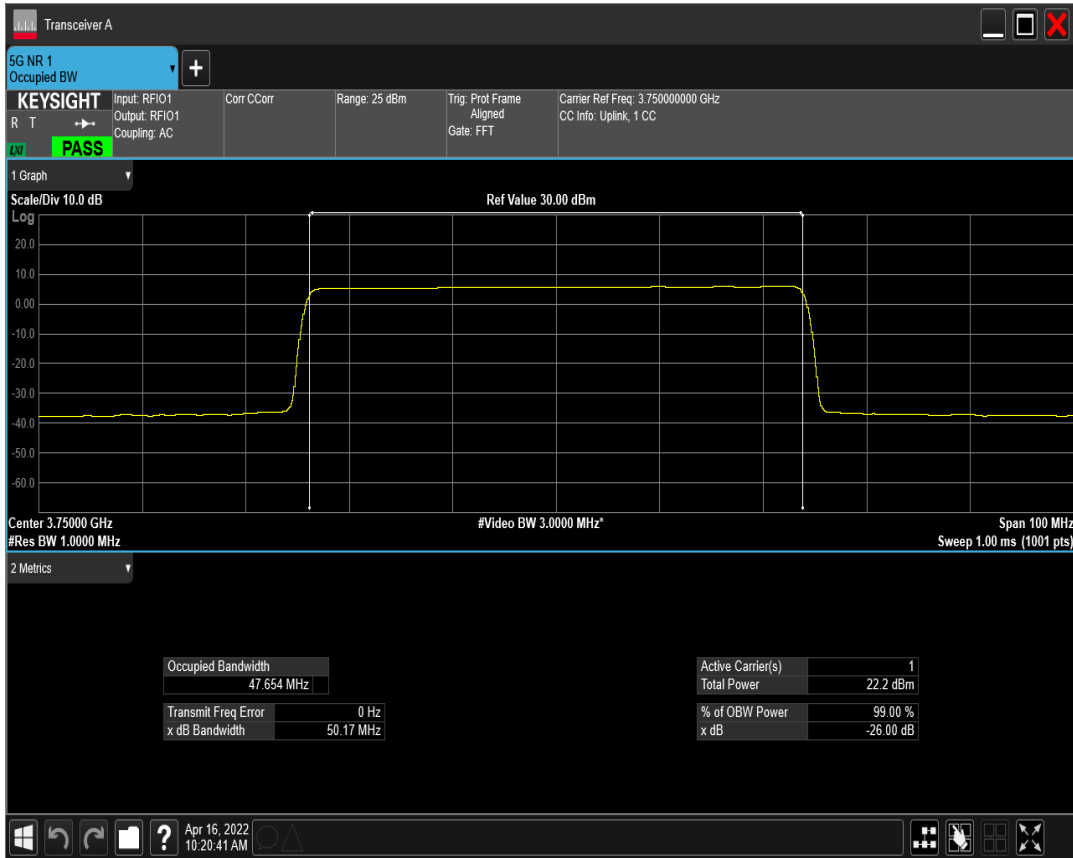 Transceiver A
5G NR 1
Occupied BW
KEYSIGHT
R T
LXI
PASS
Input: RFIO1
Output: RFIO1
Coupling: AC
Corr CCorr
Range: 25 dBm
Trig: Prot Frame
Aligned
Gate: FFT
Carrier Ref Freq: 3.750000000 GHz
CC Info: Uplink, 1 CC
1 Graph
Scale/Div 10.0 dB
Ref Value 30.00 dBm
Log
20.0
10.0
0.00
-10.0
-20.0
-30.0
-40.0
-50.0
-60.0
Center 3.75000 GHz
#Video BW 3.0000 MHz*
Span 100 MHz
#Res BW 1.0000 MHz
Sweep 1.00 ms (1001 pts)
2 Metrics
Occupied Bandwidth
47.654 MHz
Transmit Freq Error 0 Hz
x dB Bandwidth 50.17 MHz
Active Carrier(s) 1
Total Power 22.2 dBm
% of OBW Power 99.00 %
x dB -26.00 dB
?
Apr 16, 2022
10:20:41 AM